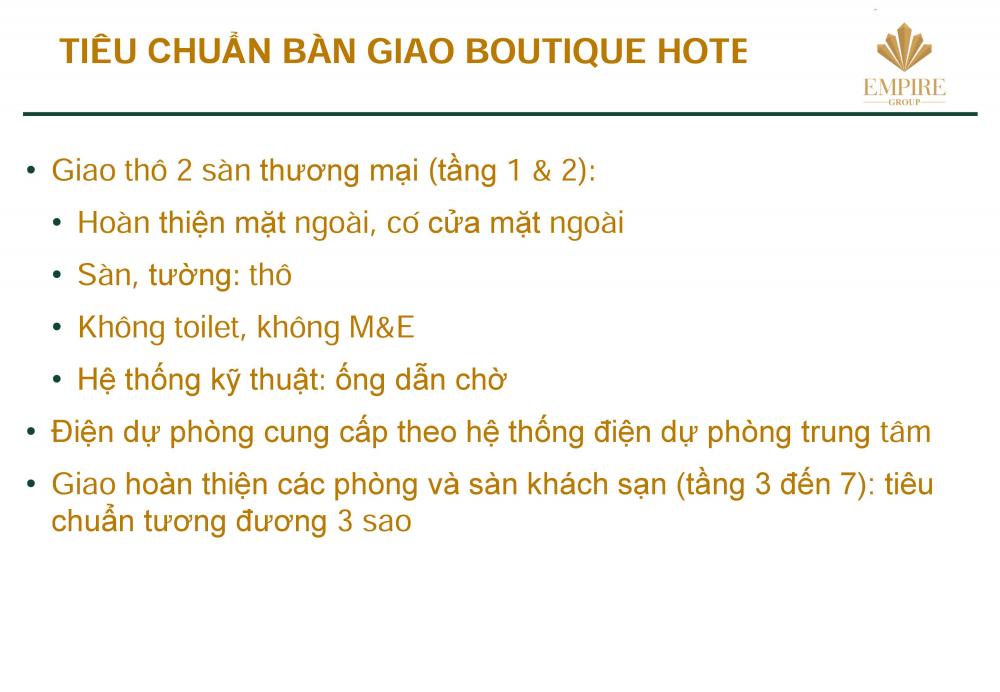 TIÊU CHUẨN BÀN GIAO BOUTIQUE HOTE
EMPIRE
GROUP
• Giao thô 2 sàn thương mại (tầng 1 & 2):
• Hoàn thiện mặt ngoài, có cửa mặt ngoài
• Sàn, tường: thô
• Không toilet, không M&E
• Hệ thống kỹ thuật: ống dẫn chờ
• Điện dự phòng cung cấp theo hệ thống điện dự phòng trung tâm
• Giao hoàn thiện các phòng và sàn khách sạn (tầng 3 đến 7): tiêu
chuẩn tương đương 3 sao